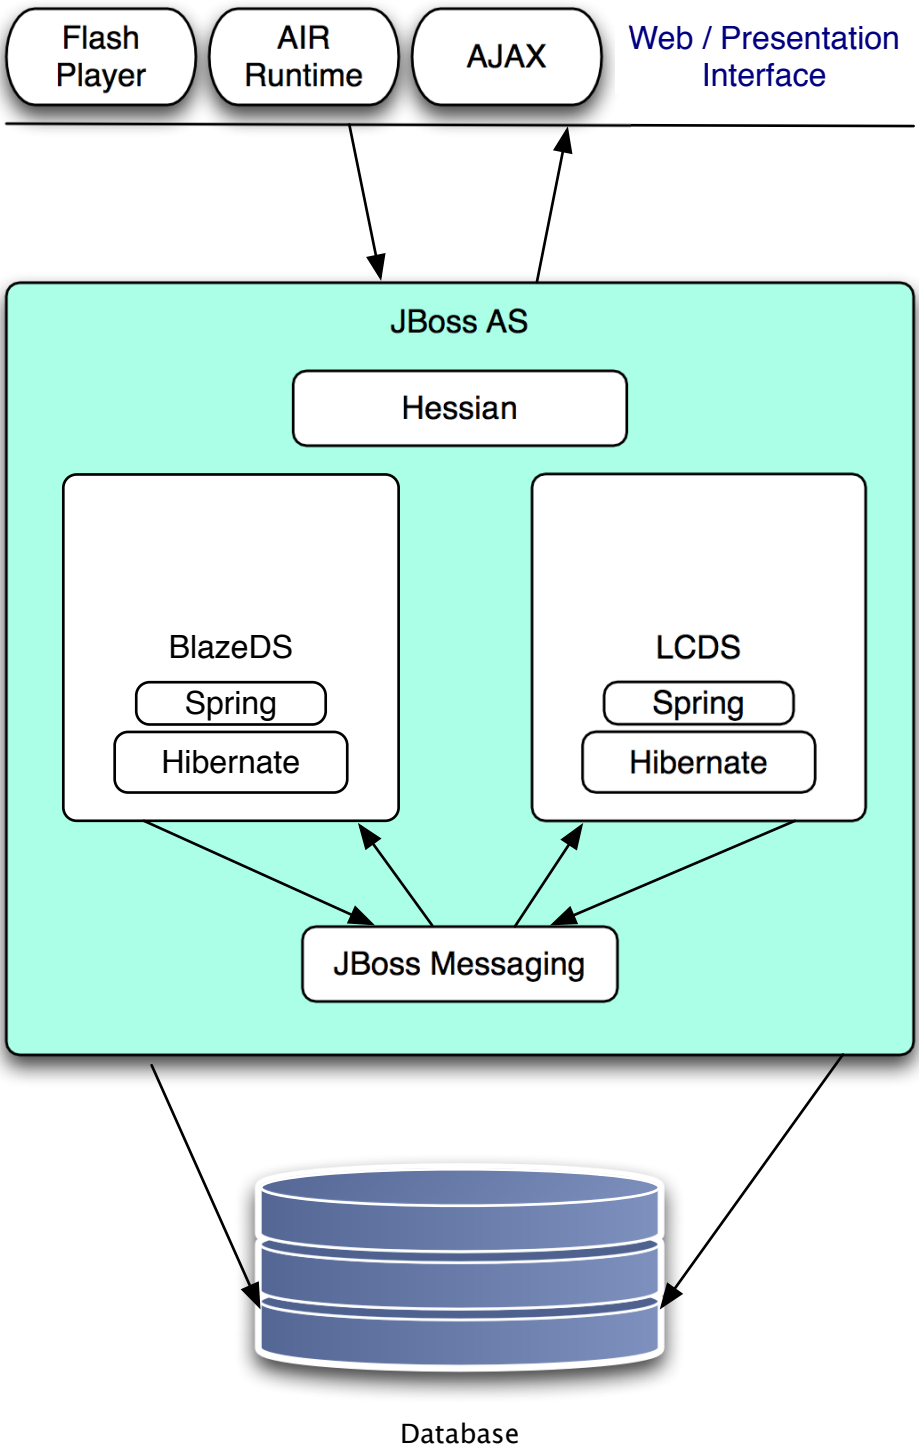 Flash
Player
AIR
Runtime
AJAX
Web / Presentation
Interface
JBoss AS
Hessian
BlazeDS
Spring
Hibernate
LCDS
Spring
Hibernate
JBoss Messaging
Database